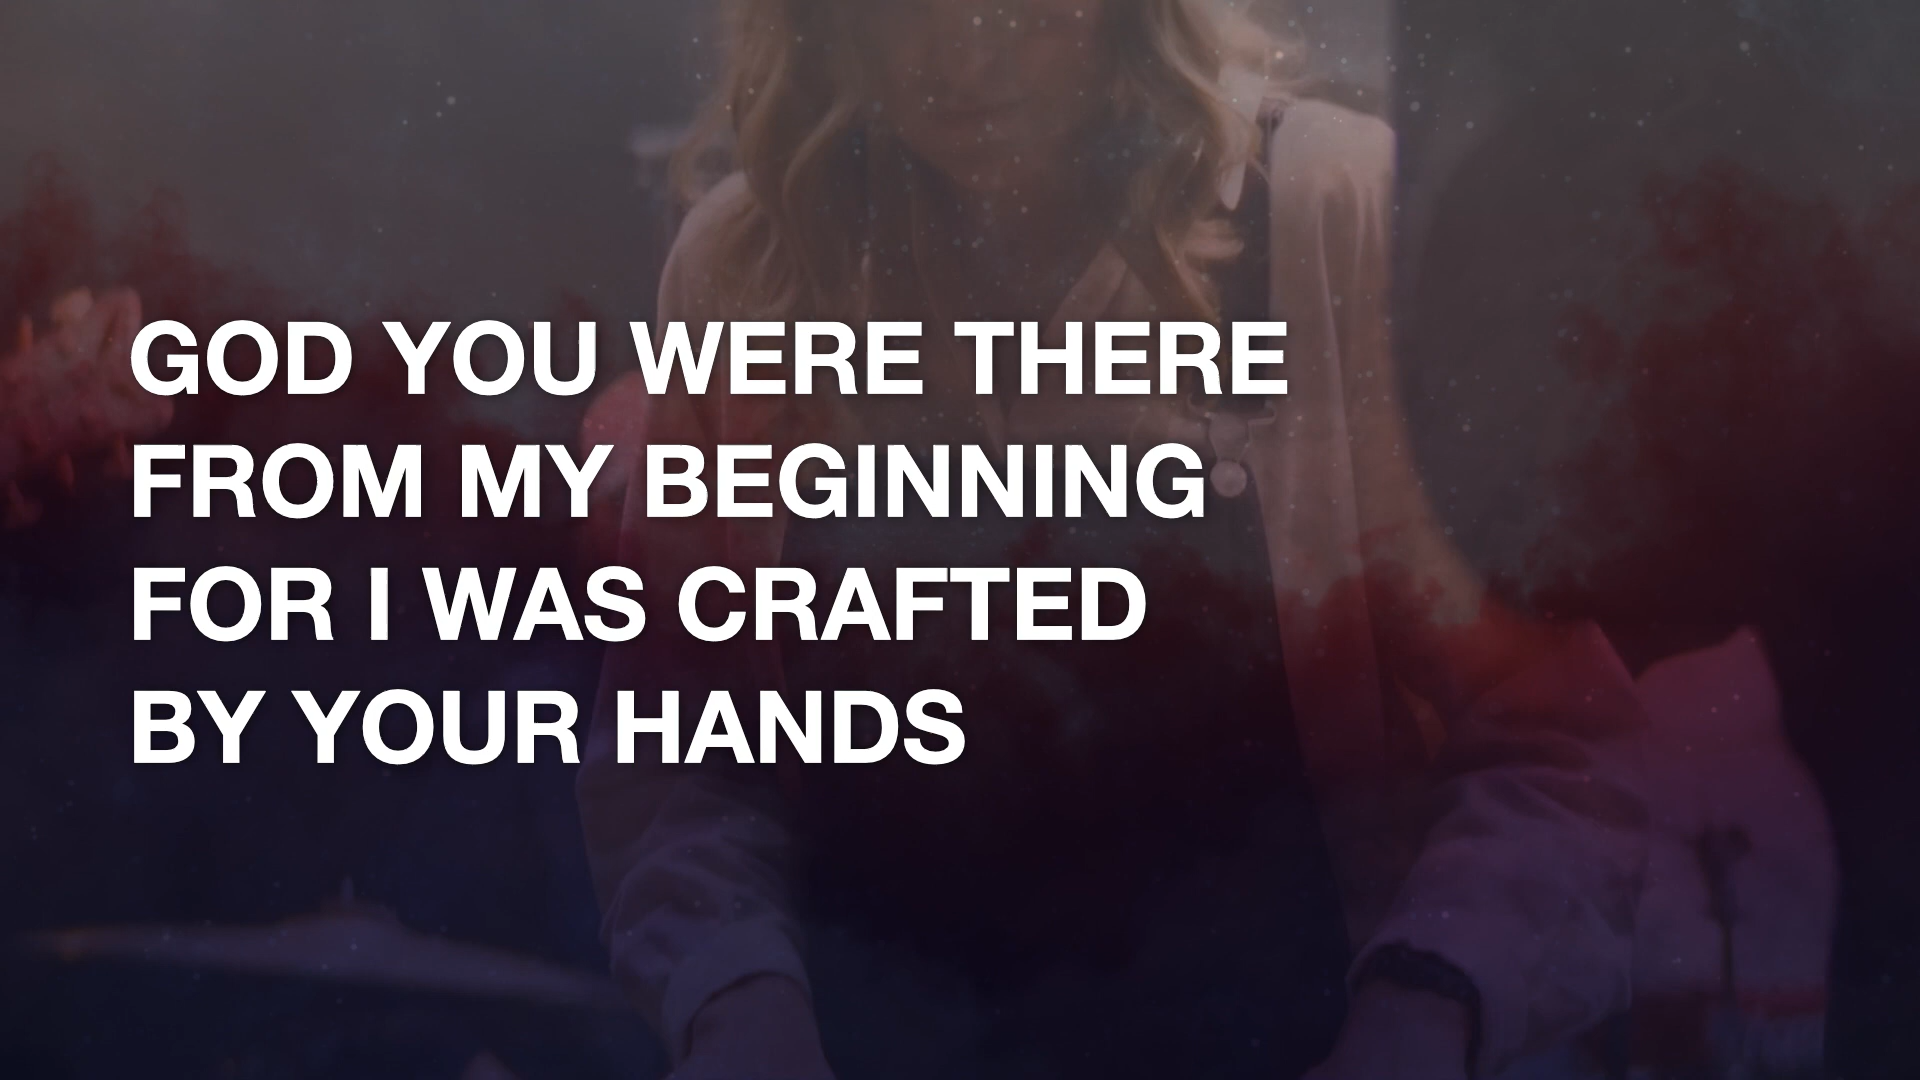 GOD YOU WERE THERE
FROM MY BEGINNING
FOR I WAS CRAFTED
BY YOUR HANDS